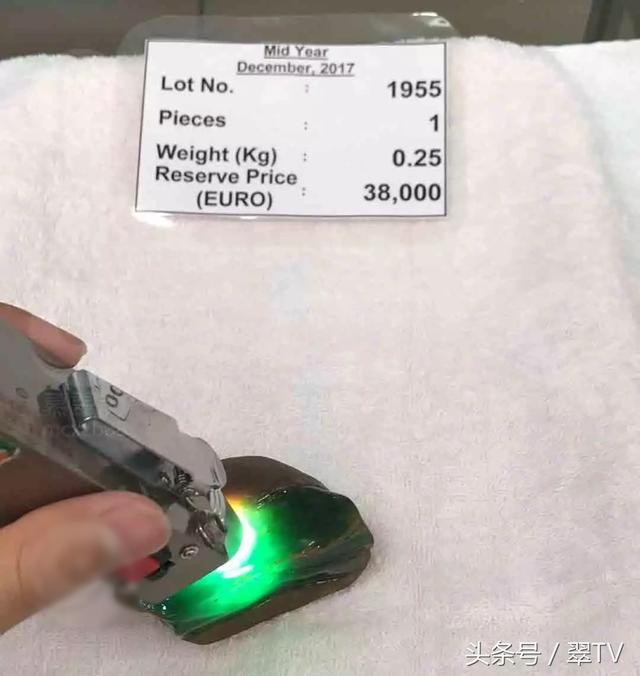 Mid Year
December, 2017
Lot No. : 1955
Pieces : 1
Weight (Kg) : 0.25
Reserve Price
(EURO) : 38,000
00
头条号 / 翠TV